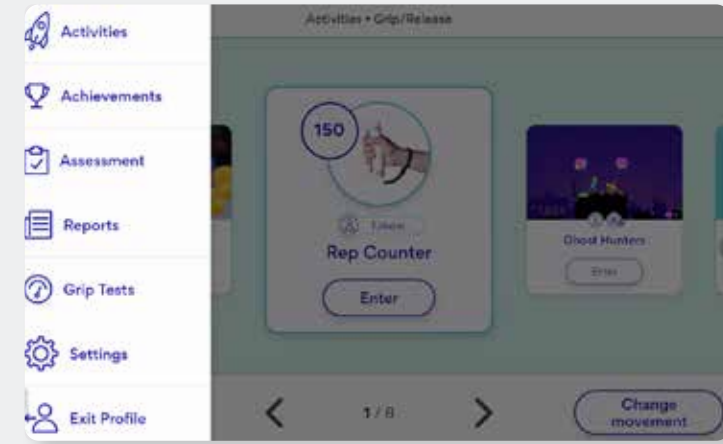 Activities
Achievements
Assessment
Reports
Grip Tests
Settings
Exit Profile
Activities • Grip/Release
150
Rep Counter
Enter
Ghost Hunters
Enter
1 / 8
Change
movement